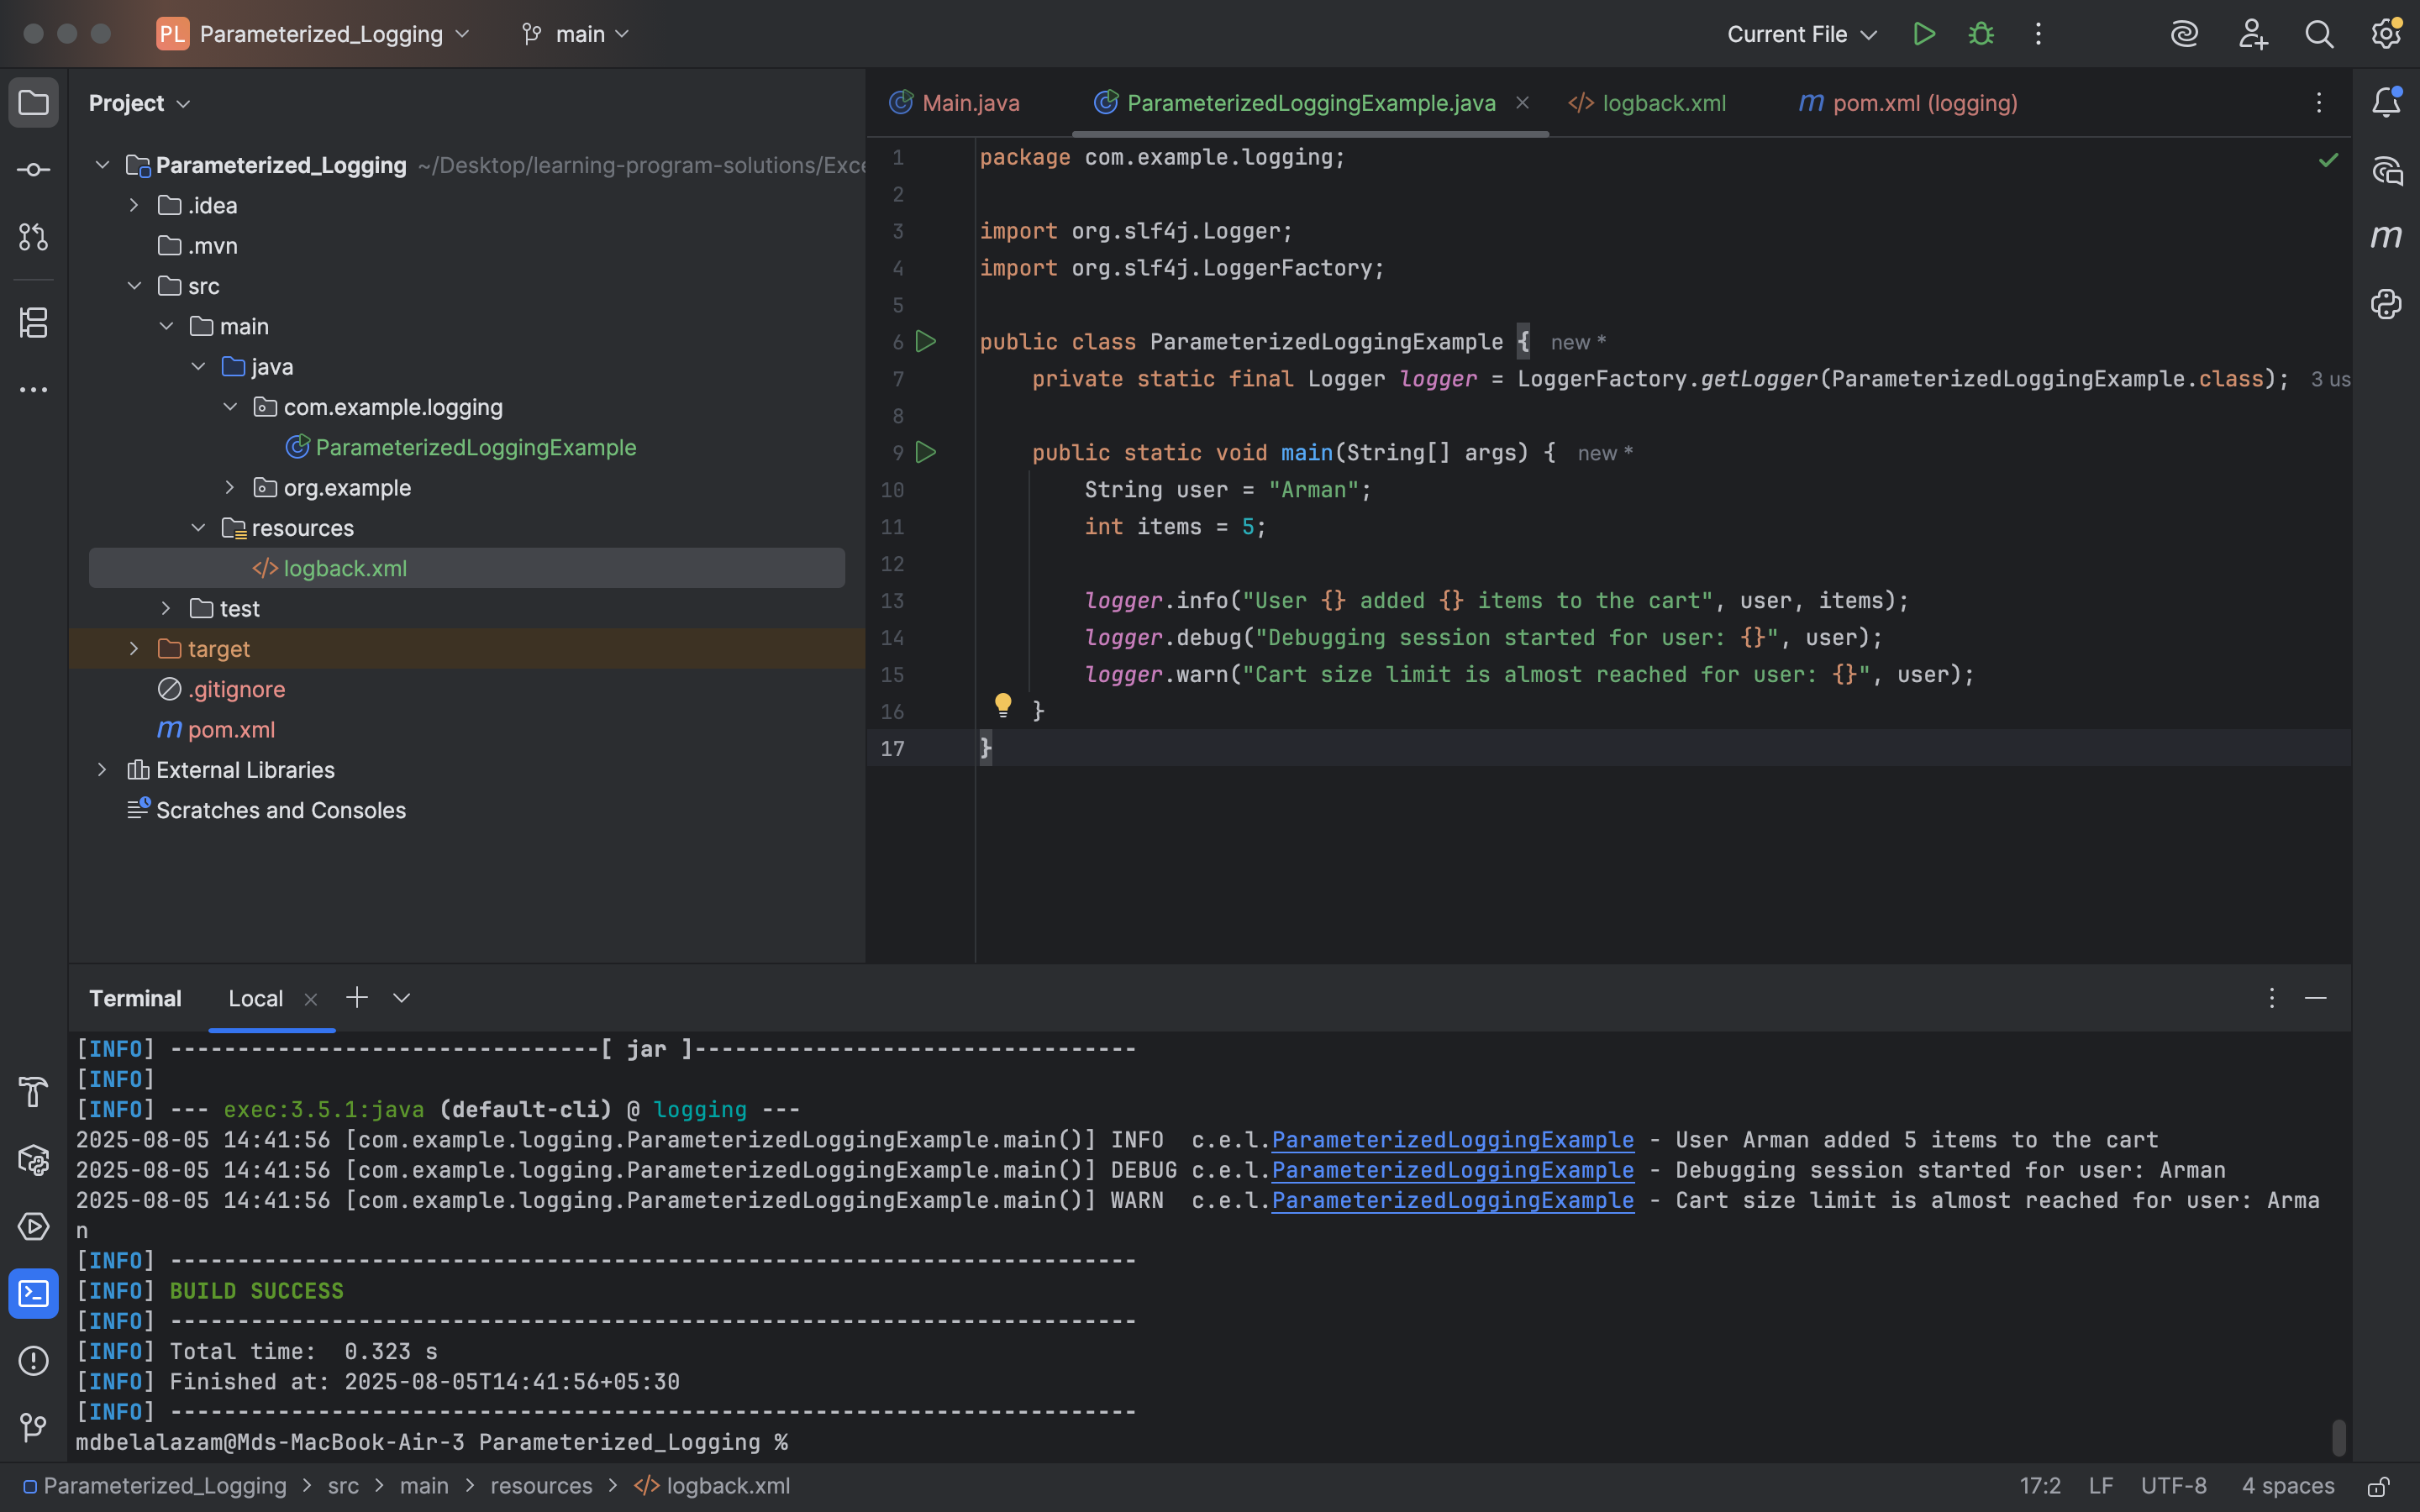 PL Parameterized_Logging main Current File
Project
Parameterized_Logging ~/Desktop/learning-program-solutions/Exce
.idea
.mvn
src
main
java
com.example.logging
ParameterizedLoggingExample
org.example
resources
</> logback.xml
test
target
.gitignore
m pom.xml
External Libraries
Scratches and Consoles
Main.java ParameterizedLoggingExample.java </> logback.xml m pom.xml (logging)
1 package com.example.logging;
2
3 import org.slf4j.Logger;
4 import org.slf4j.LoggerFactory;
5
6 public class ParameterizedLoggingExample { new *
7 private static final Logger logger = LoggerFactory.getLogger(ParameterizedLoggingExample.class); 3 us
8
9 public static void main(String[] args) { new *
10 String user = "Arman";
11 int items = 5;
12
13 logger.info("User {} added {} items to the cart", user, items);
14 logger.debug("Debugging session started for user: {}", user);
15 logger.warn("Cart size limit is almost reached for user: {}", user);
16 }
17 }
Terminal Local
[INFO] --------------------------------[ jar ]---------------------------------
[INFO]
[INFO] --- exec:3.5.1:java (default-cli) @ logging ---
2025-08-05 14:41:56 [com.example.logging.ParameterizedLoggingExample.main()] INFO  c.e.l.ParameterizedLoggingExample - User Arman added 5 items to the cart
2025-08-05 14:41:56 [com.example.logging.ParameterizedLoggingExample.main()] DEBUG c.e.l.ParameterizedLoggingExample - Debugging session started for user: Arman
2025-08-05 14:41:56 [com.example.logging.ParameterizedLoggingExample.main()] WARN  c.e.l.ParameterizedLoggingExample - Cart size limit is almost reached for user: Arma
n
[INFO] ------------------------------------------------------------------------
[INFO] BUILD SUCCESS
[INFO] ------------------------------------------------------------------------
[INFO] Total time:  0.323 s
[INFO] Finished at: 2025-08-05T14:41:56+05:30
[INFO] ------------------------------------------------------------------------
mdbelalazam@Mds-MacBook-Air-3 Parameterized_Logging %
Parameterized_Logging > src > main > resources > </> logback.xml 17:2 LF UTF-8 4 spaces